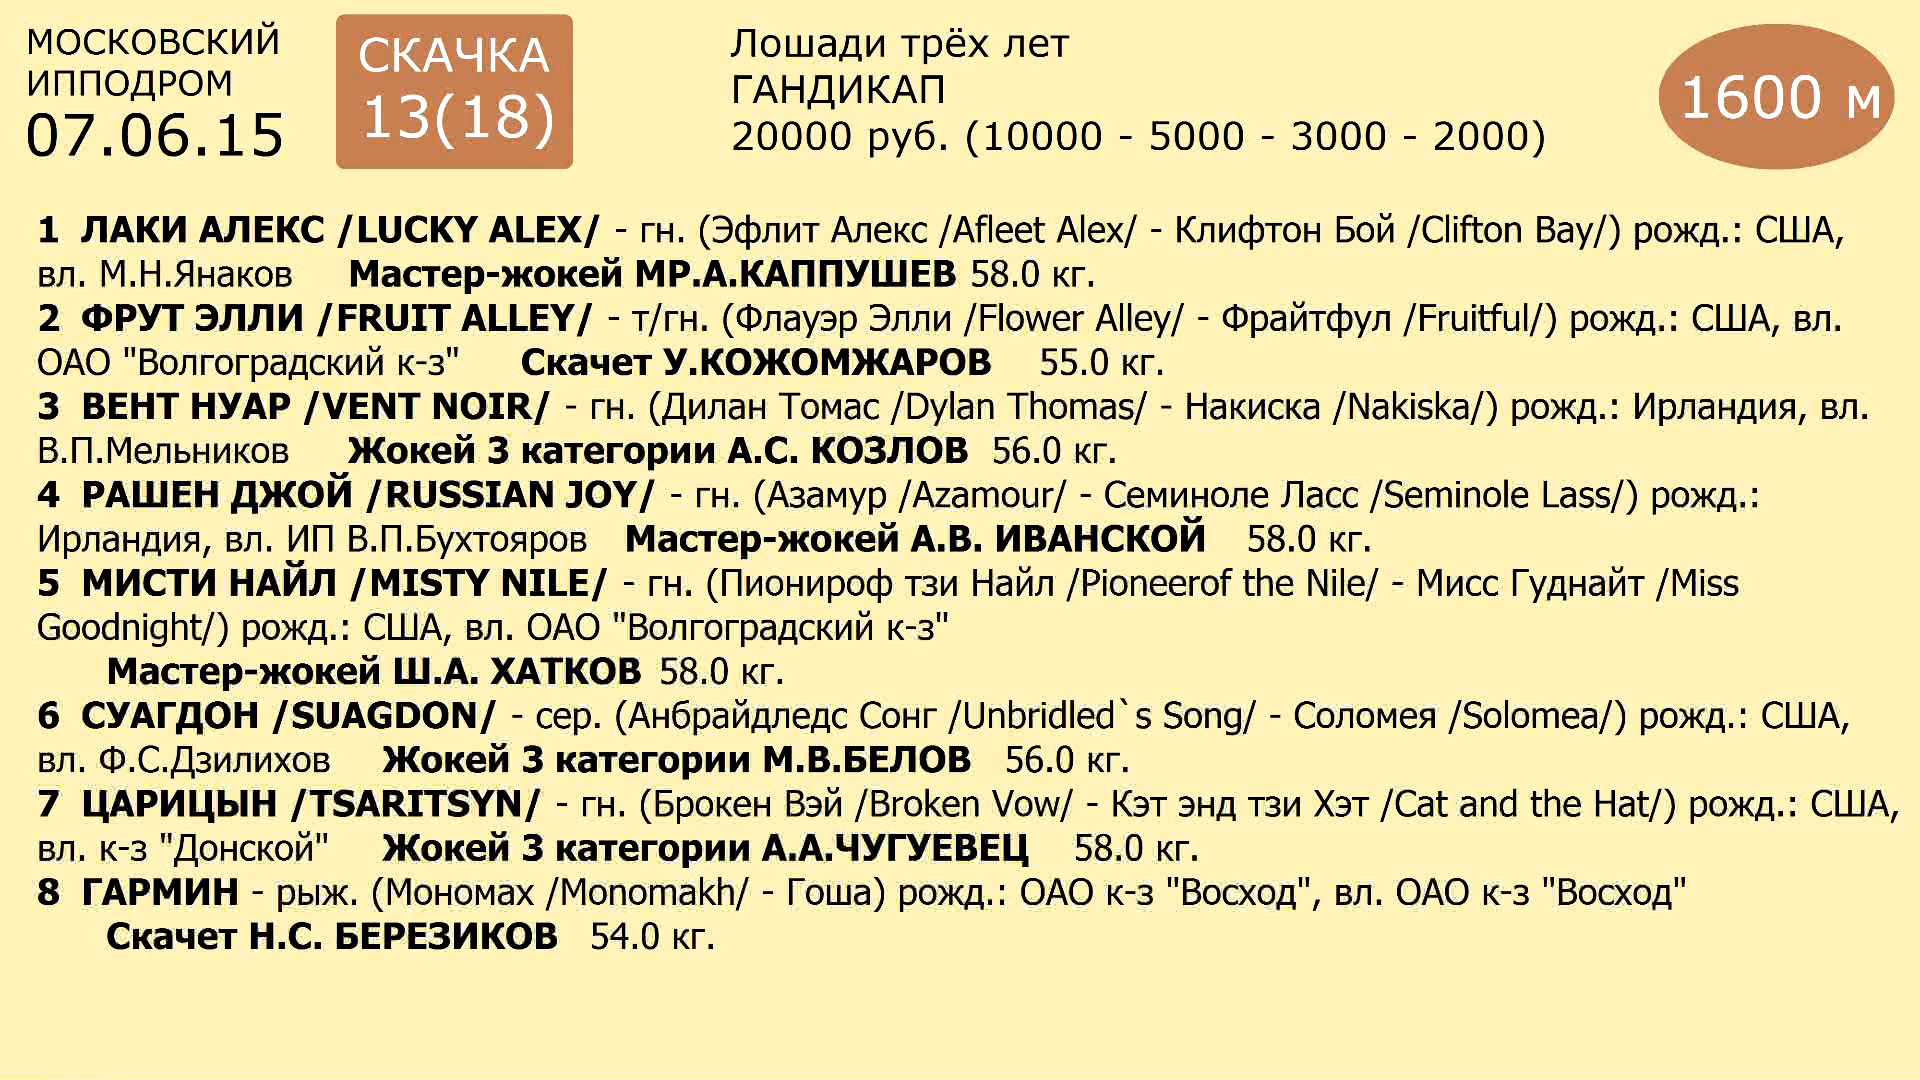 МОСКОВСКИЙ
ИППОДРОМ
07.06.15
СКАЧКА
13(18)
Лошади трёх лет
ГАНДИКАП
20000 руб. (10000 - 5000 - 3000 - 2000)
1600 м
1 ЛАКИ АЛЕКС /LUCKY ALEX/ - гн. (Эфлит Алекс /Afleet Alex/ - Клифтон Бой /Clifton Bay/) рожд.: США,
вл. М.Н.Янаков Мастер-жокей МР.А.КАППУШЕВ 58.0 кг.
2 ФРУТ ЭЛЛИ /FRUIT ALLEY/ - т/гн. (Флауэр Элли /Flower Alley/ - Фрайтфул /Fruitful/) рожд.: США, вл.
ОАО "Волгоградский к-з" Скачет У.КОЖОМЖАРОВ 55.0 кг.
3 ВЕНТ НУАР /VENT NOIR/ - гн. (Дилан Томас /Dylan Thomas/ - Накиска /Nakiska/) рожд.: Ирландия, вл.
В.П.Мельников Жокей 3 категории А.С. КОЗЛОВ 56.0 кг.
4 РАШЕН ДЖОЙ /RUSSIAN JOY/ - гн. (Азамур /Azamour/ - Семиноле Ласс /Seminole Lass/) рожд.:
Ирландия, вл. ИП В.П.Бухтояров Мастер-жокей А.В. ИВАНСКОЙ 58.0 кг.
5 МИСТИ НАЙЛ /MISTY NILE/ - гн. (Пионироф тзи Найл /Pioneerof the Nile/ - Мисс Гуднайт /Miss
Goodnight/) рожд.: США, вл. ОАО "Волгоградский к-з"
Мастер-жокей Ш.А. ХАТКОВ 58.0 кг.
6 СУАГДОН /SUAGDON/ - сер. (Анбрайдледс Сонг /Unbridled`s Song/ - Соломея /Solomea/) рожд.: США,
вл. Ф.С.Дзилихов Жокей 3 категории М.В.БЕЛОВ 56.0 кг.
7 ЦАРИЦЫН /TSARITSYN/ - гн. (Брокен Вэй /Broken Vow/ - Кэт энд тзи Хэт /Cat and the Hat/) рожд.: США,
вл. к-з "Донской" Жокей 3 категории А.А.ЧУГУЕВЕЦ 58.0 кг.
8 ГАРМИН - рыж. (Мономах /Monomakh/ - Гоша) рожд.: ОАО к-з "Восход", вл. ОАО к-з "Восход"
Скачет Н.С. БЕРЕЗИКОВ 54.0 кг.